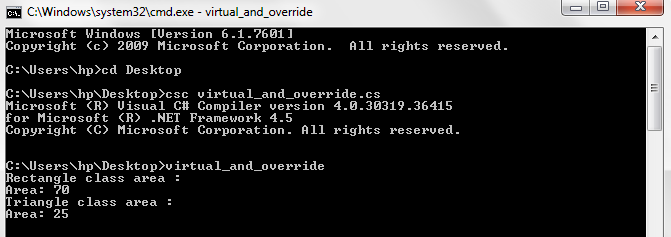 C:\Windows\system32\cmd.exe - virtual_and_override
Microsoft Windows [Version 6.1.7601]
Copyright (c) 2009 Microsoft Corporation.  All rights reserved.
C:\Users\hp>cd Desktop
C:\Users\hp\Desktop>csc virtual_and_override.cs
Microsoft (R) Visual C# Compiler version 4.0.30319.36415
for Microsoft (R) .NET Framework 4.5
Copyright (C) Microsoft Corporation. All rights reserved.
C:\Users\hp\Desktop>virtual_and_override
Rectangle class area :
Area: 70
Triangle class area :
Area: 25